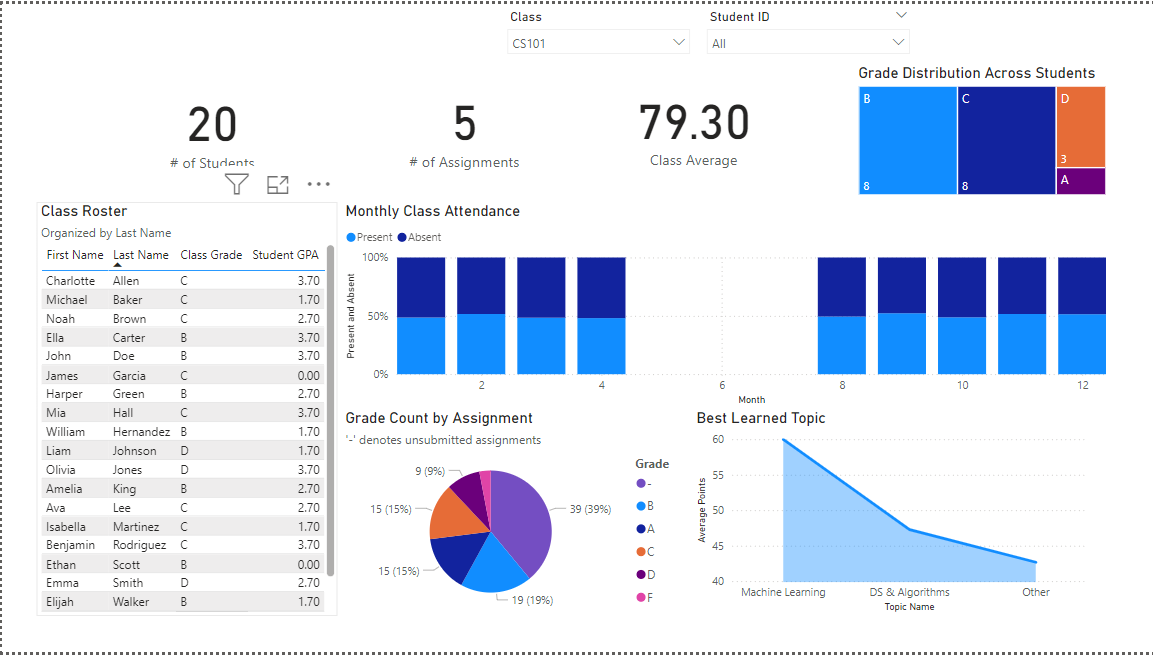 Class
Student ID
CS101
All
Grade Distribution Across Students
B
C
D
20
5
79.30
# of Students
# of Assignments
Class Average
3
A
8
8
Class Roster
Monthly Class Attendance
Organized by Last Name
Present Absent
First Name Last Name Class Grade Student GPA
Charlotte Allen C 3.70
Michael Baker C 1.70
Noah Brown C 2.70
Ella Carter B 3.70
John Doe B 3.70
James Garcia C 0.00
Harper Green B 2.70
Mia Hall C 3.70
William Hernandez B 1.70
Liam Johnson D 1.70
Olivia Jones D 3.70
Amelia King B 2.70
Ava Lee C 2.70
Isabella Martinez C 1.70
Benjamin Rodriguez C 3.70
Ethan Scott B 0.00
Emma Smith D 2.70
Elijah Walker B 1.70
Present and Absent
100%
50%
0%
2 4 6 8 10 12
Month
Grade Count by Assignment
'-' denotes unsubmitted assignments
9 (9%)
15 (15%)
15 (15%)
39 (39%)
19 (19%)
Grade
-
B
A
C
D
F
Best Learned Topic
Average Points
60
55
50
45
40
Machine Learning DS & Algorithms Other
Topic Name